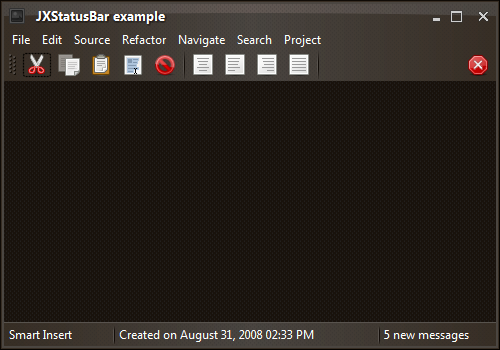 JXStatusBar example
File Edit Source Refactor Navigate Search Project
Smart Insert Created on August 31, 2008 02:33 PM 5 new messages